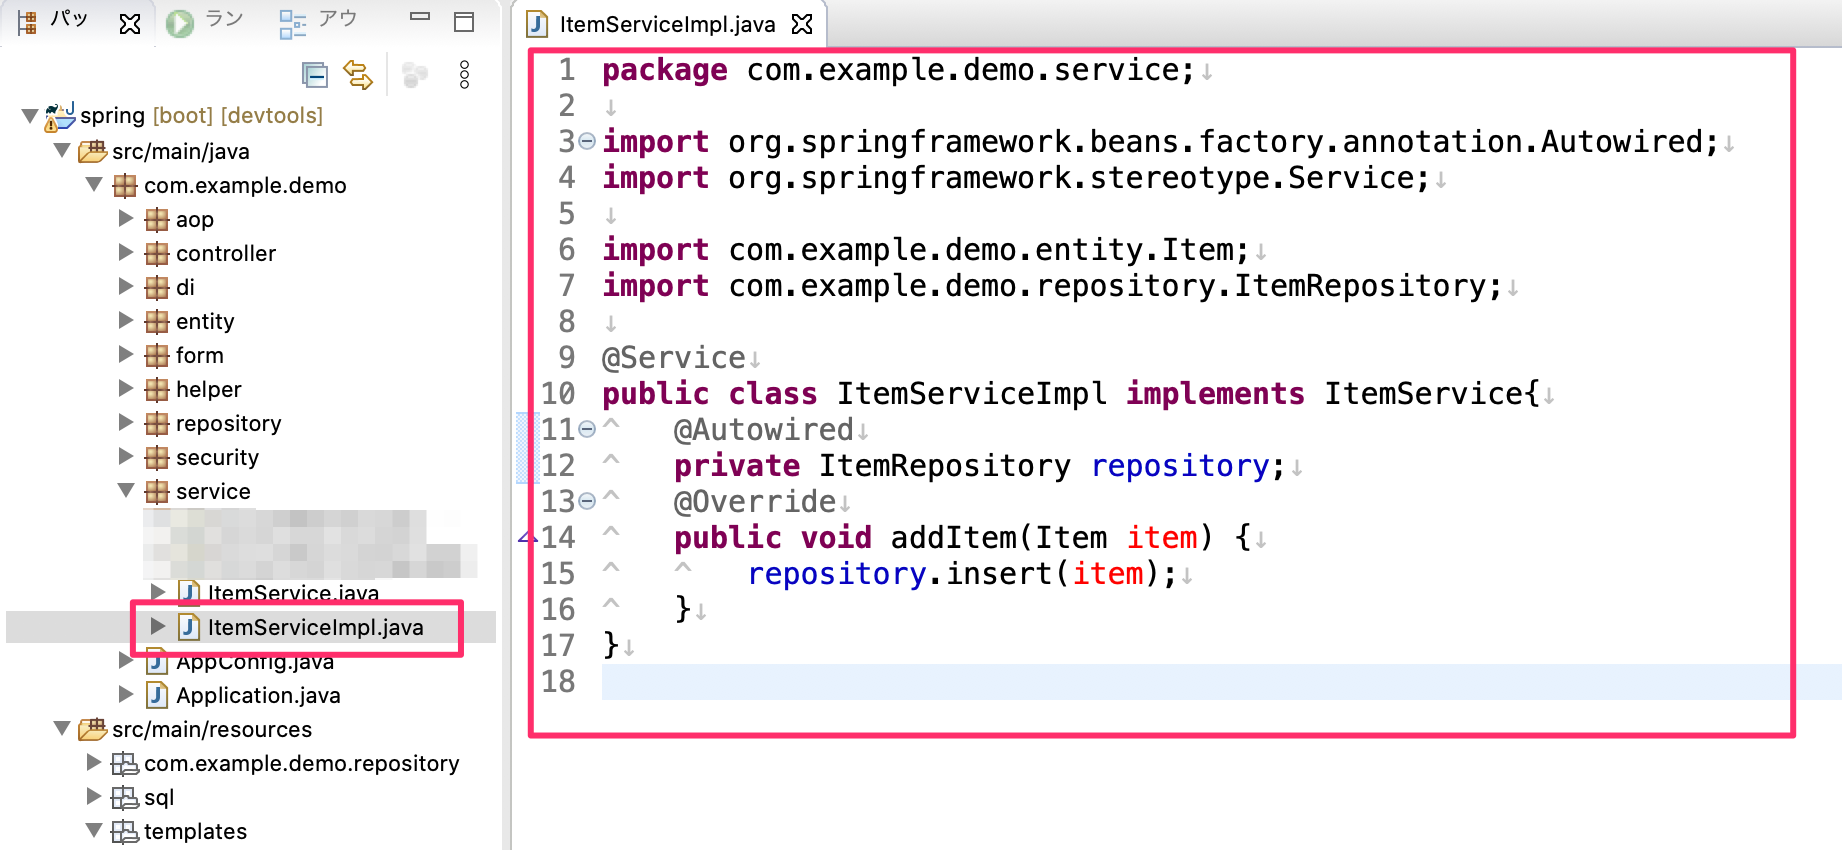 パッ
ラン
アウ
spring [boot] [devtools]
src/main/java
com.example.demo
aop
controller
di
entity
form
helper
repository
security
service
ItemService.java
ItemServiceImpl.java
AppConfig.java
Application.java
src/main/resources
com.example.demo.repository
sql
templates
ItemServiceImpl.java
1 package com.example.demo.service;↓
2 ↓
3 import org.springframework.beans.factory.annotation.Autowired;↓
4 import org.springframework.stereotype.Service;↓
5 ↓
6 import com.example.demo.entity.Item;↓
7 import com.example.demo.repository.ItemRepository;↓
8 ↓
9 @Service↓
10 public class ItemServiceImpl implements ItemService{↓
11 ^ @Autowired↓
12 ^ private ItemRepository repository;↓
13 ^ @Override↓
14 ^ public void addItem(Item item) {↓
15 ^ ^ repository.insert(item);↓
16 ^ }↓
17 }↓
18